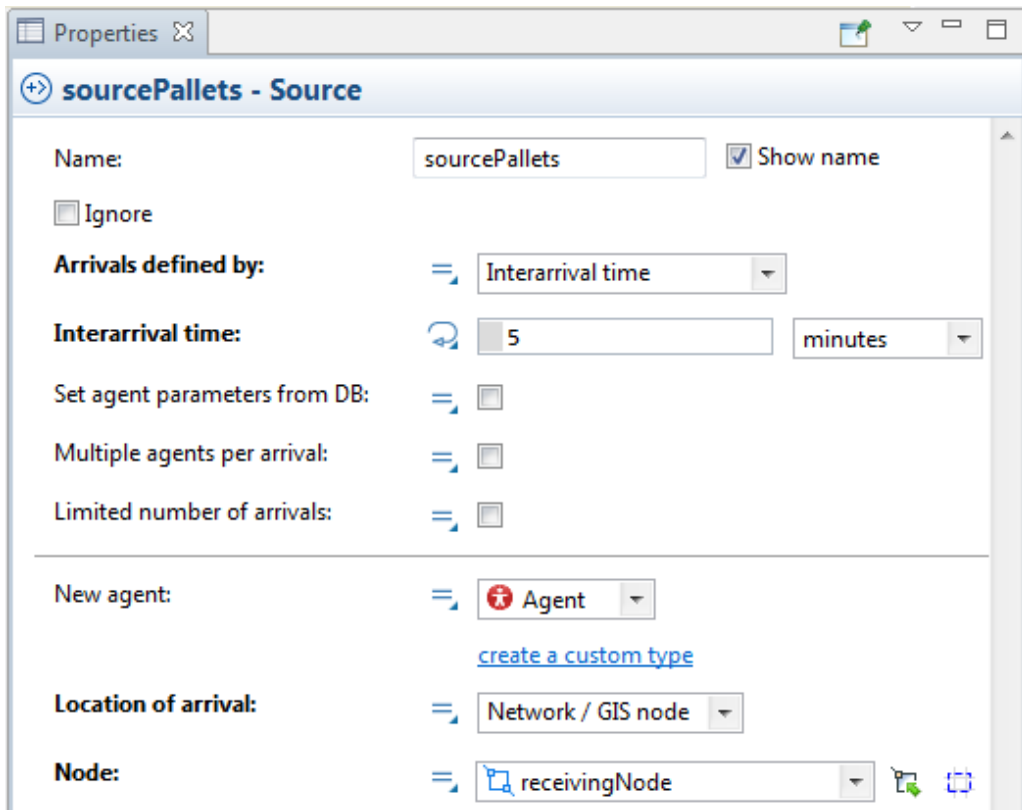 Properties
sourcePallets - Source
Name: sourcePallets Show name
Ignore
Arrivals defined by: Interarrival time
Interarrival time: 5 minutes
Set agent parameters from DB:
Multiple agents per arrival:
Limited number of arrivals:
New agent: Agent
create a custom type
Location of arrival: Network / GIS node
Node: receivingNode